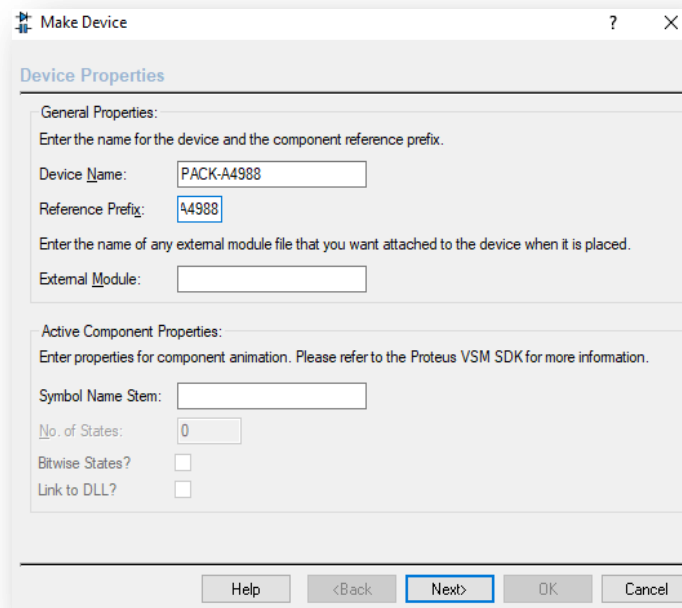 Make Device
?
Device Properties
General Properties:
Enter the name for the device and the component reference prefix.
Device Name: PACK-A4988
Reference Prefix: A4988
Enter the name of any external module file that you want attached to the device when it is placed.
External Module:
Active Component Properties:
Enter properties for component animation. Please refer to the Proteus VSM SDK for more information.
Symbol Name Stem:
No. of States: 0
Bitwise States?
Link to DLL?
Help <Back Next> OK Cancel